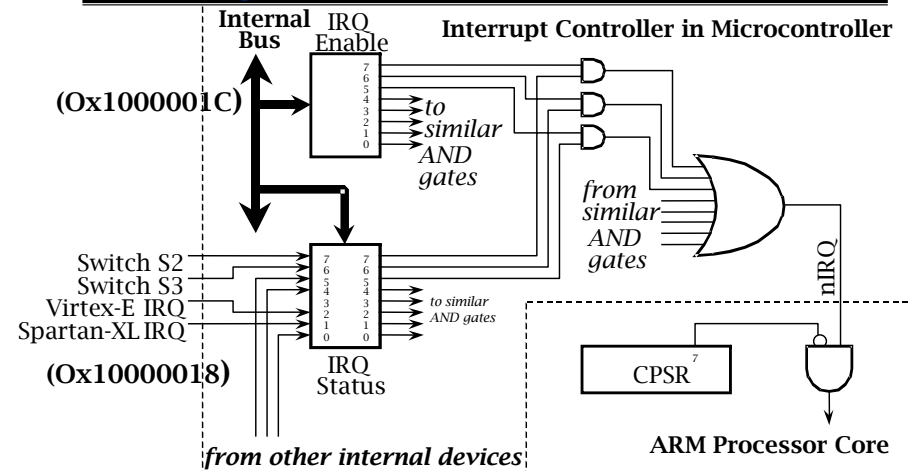 Internal
Bus
IRQ
Enable
Interrupt Controller in Microcontroller
(Ox1000001C)
7
6
5
4
3
2
1
0
to
similar
AND
gates
from
similar
AND
gates
nIRQ
Switch S2
Switch S3
Virtex-E IRQ
Spartan-XL IRQ
7
6
5
4
3
2
1
0
7
6
5
4
3
2
1
0
to similar
AND gates
(Ox10000018)
IRQ
Status
CPSR
7
ARM Processor Core
from other internal devices